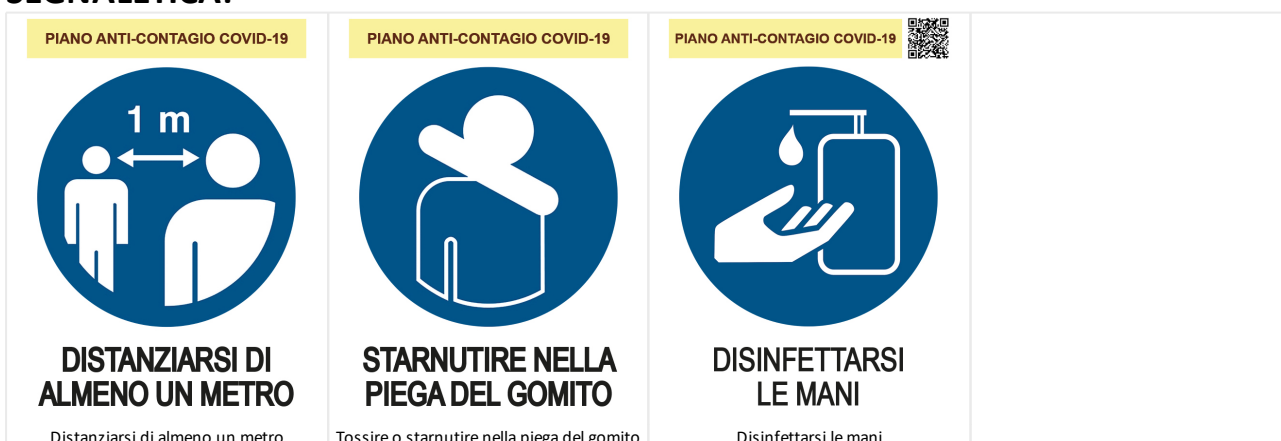 SEGNALETICA:
PIANO ANTI-CONTAGIO COVID-19
1 m
DISTANZIARSI DI
ALMENO UN METRO
Distanziarsi di almeno un metro
PIANO ANTI-CONTAGIO COVID-19
STARNUTIRE NELLA
PIEGA DEL GOMITO
Tossire o starnutire nella piega del gomito
PIANO ANTI-CONTAGIO COVID-19
DISINFETTARSI
LE MANI
Disinfettarsi le mani